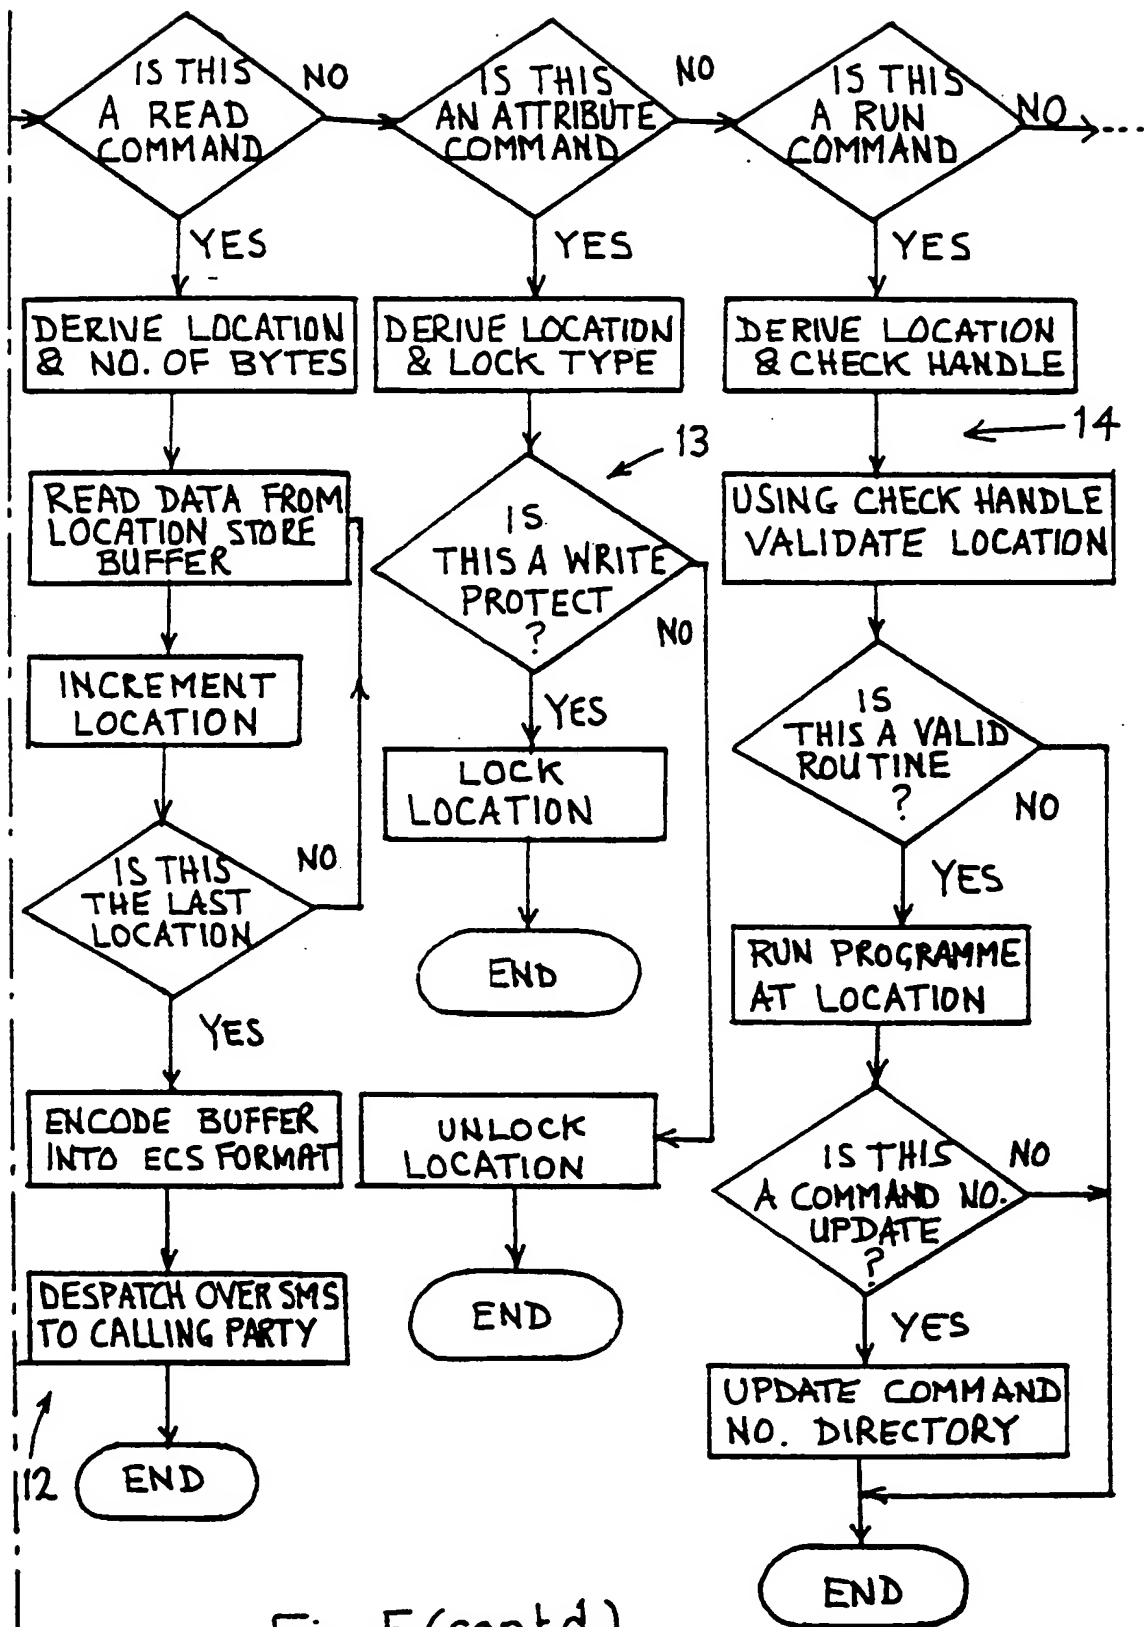 IS THIS
A READ
COMMAND
NO
YES
DERIVE LOCATION
& NO. OF BYTES
READ DATA FROM
LOCATION STORE
BUFFER
INCREMENT
LOCATION
IS THIS
THE LAST
LOCATION
NO
YES
ENCODE BUFFER
INTO ECS FORMAT
DESPATCH OVER SMS
TO CALLING PARTY
12
END
IS THIS
AN ATTRIBUTE
COMMAND
NO
YES
DERIVE LOCATION
& LOCK TYPE
13
IS
THIS A WRITE
PROTECT
?
NO
YES
LOCK
LOCATION
END
UNLOCK
LOCATION
END
IS THIS
A RUN
COMMAND
NO
YES
DERIVE LOCATION
& CHECK HANDLE
14
USING CHECK HANDLE
VALIDATE LOCATION
IS
THIS A VALID
ROUTINE
?
NO
YES
RUN PROGRAMME
AT LOCATION
IS THIS
A COMMAND NO.
UPDATE
?
NO
YES
UPDATE COMMAND
NO. DIRECTORY
END
Fig. 5 (contd)